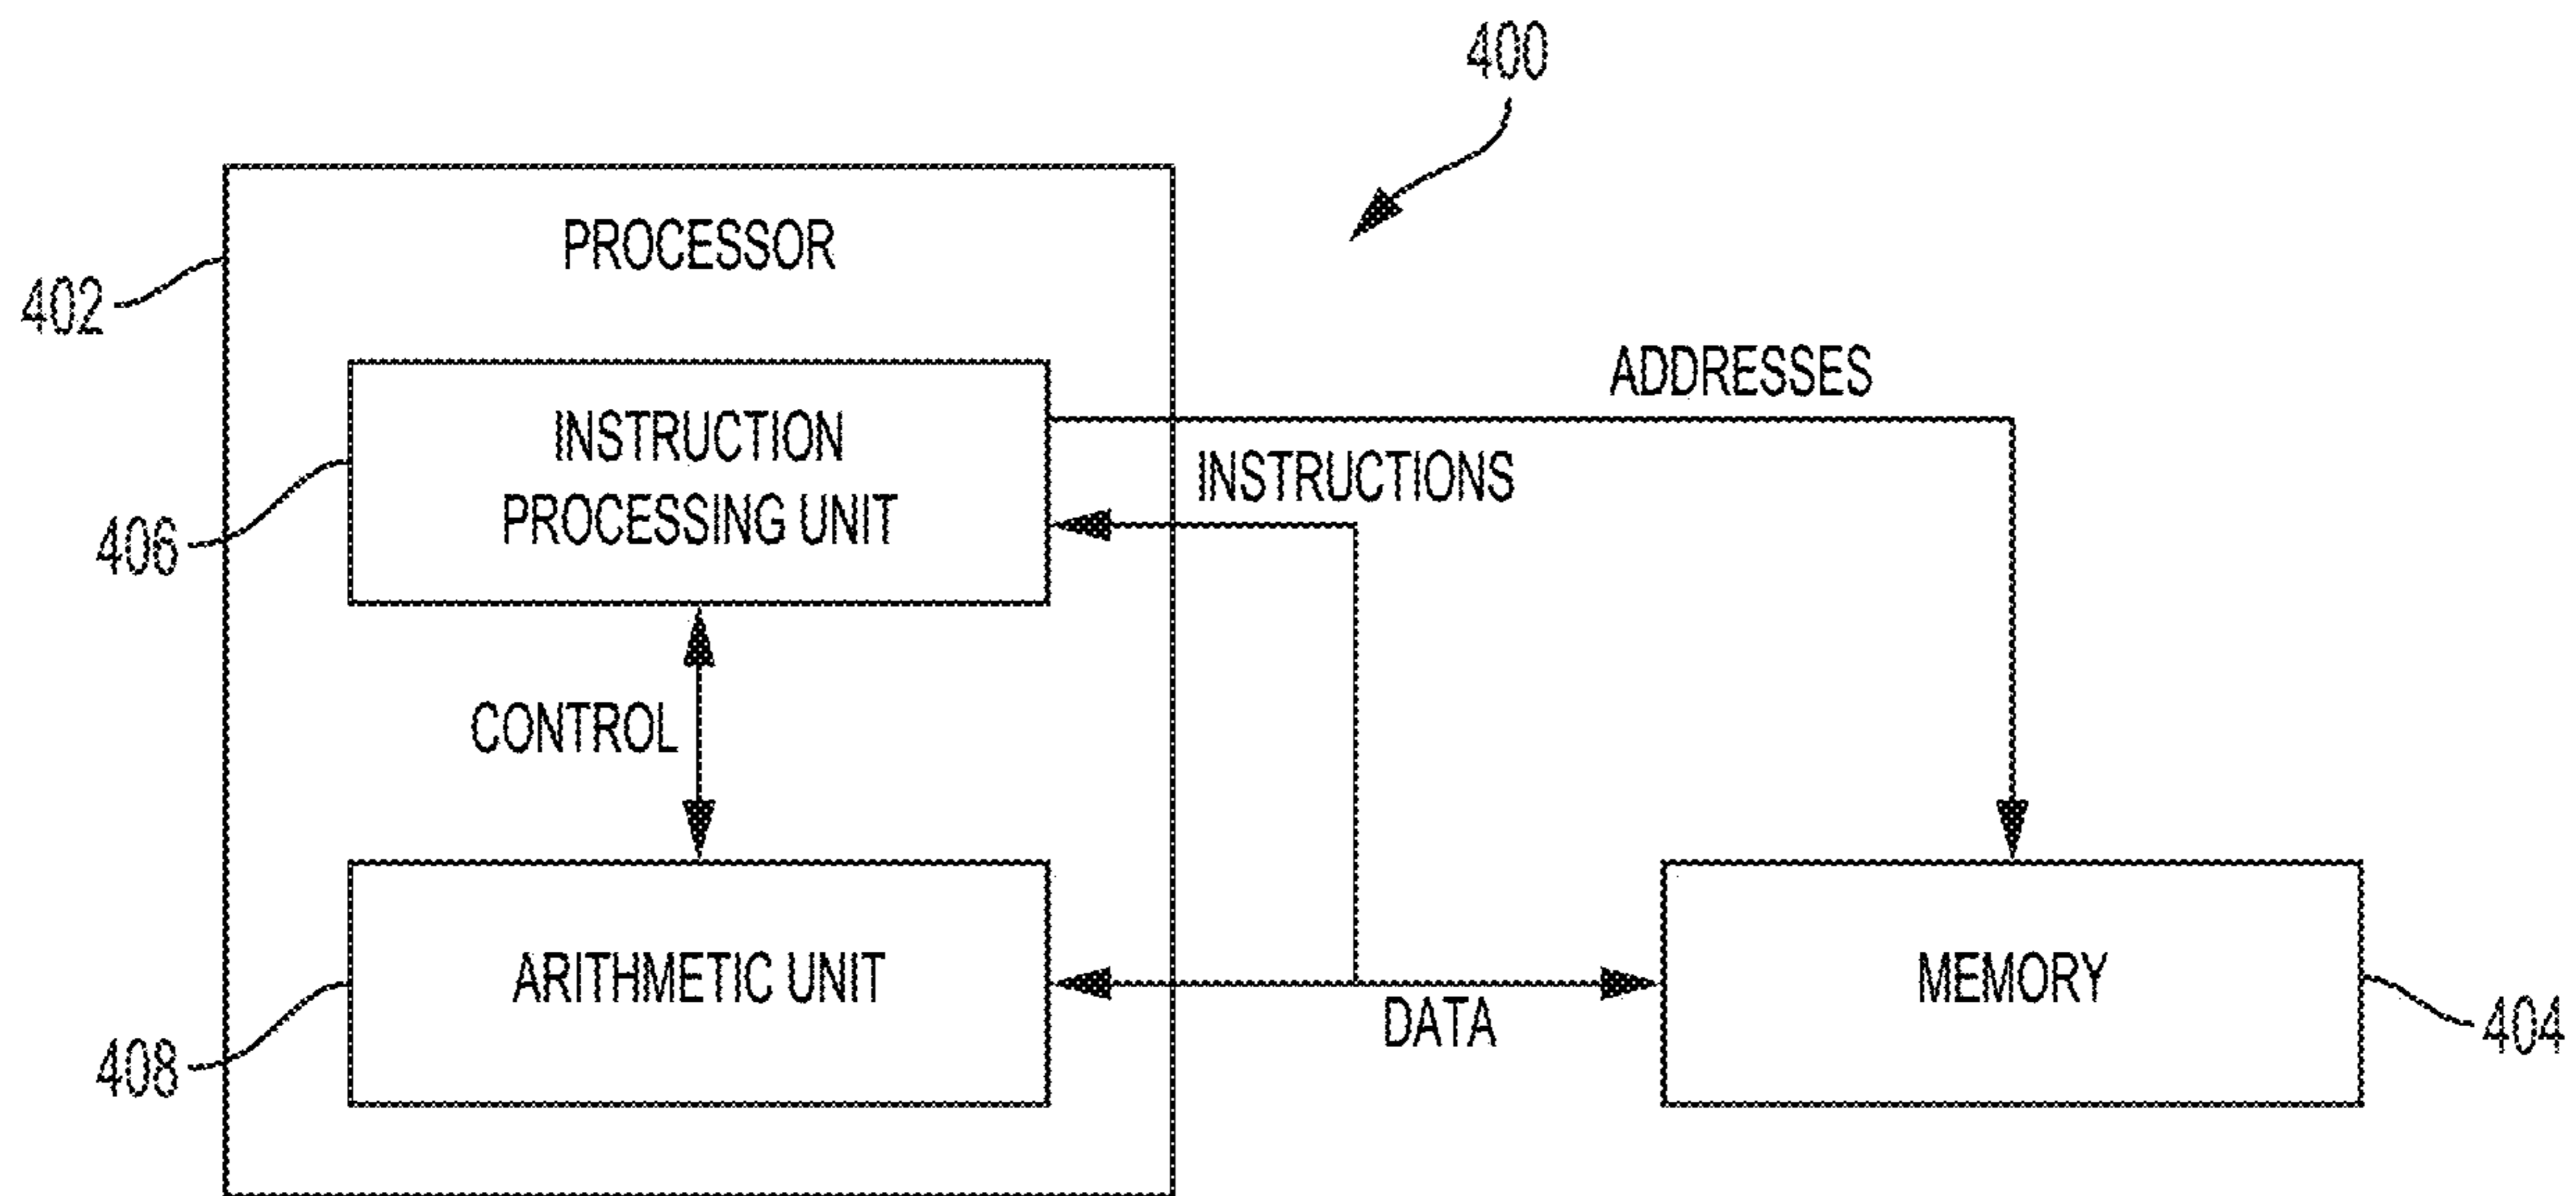 400
PROCESSOR
402
ADDRESSES
INSTRUCTION
PROCESSING UNIT
INSTRUCTIONS
406
CONTROL
ARITHMETIC UNIT
MEMORY
DATA
404
408